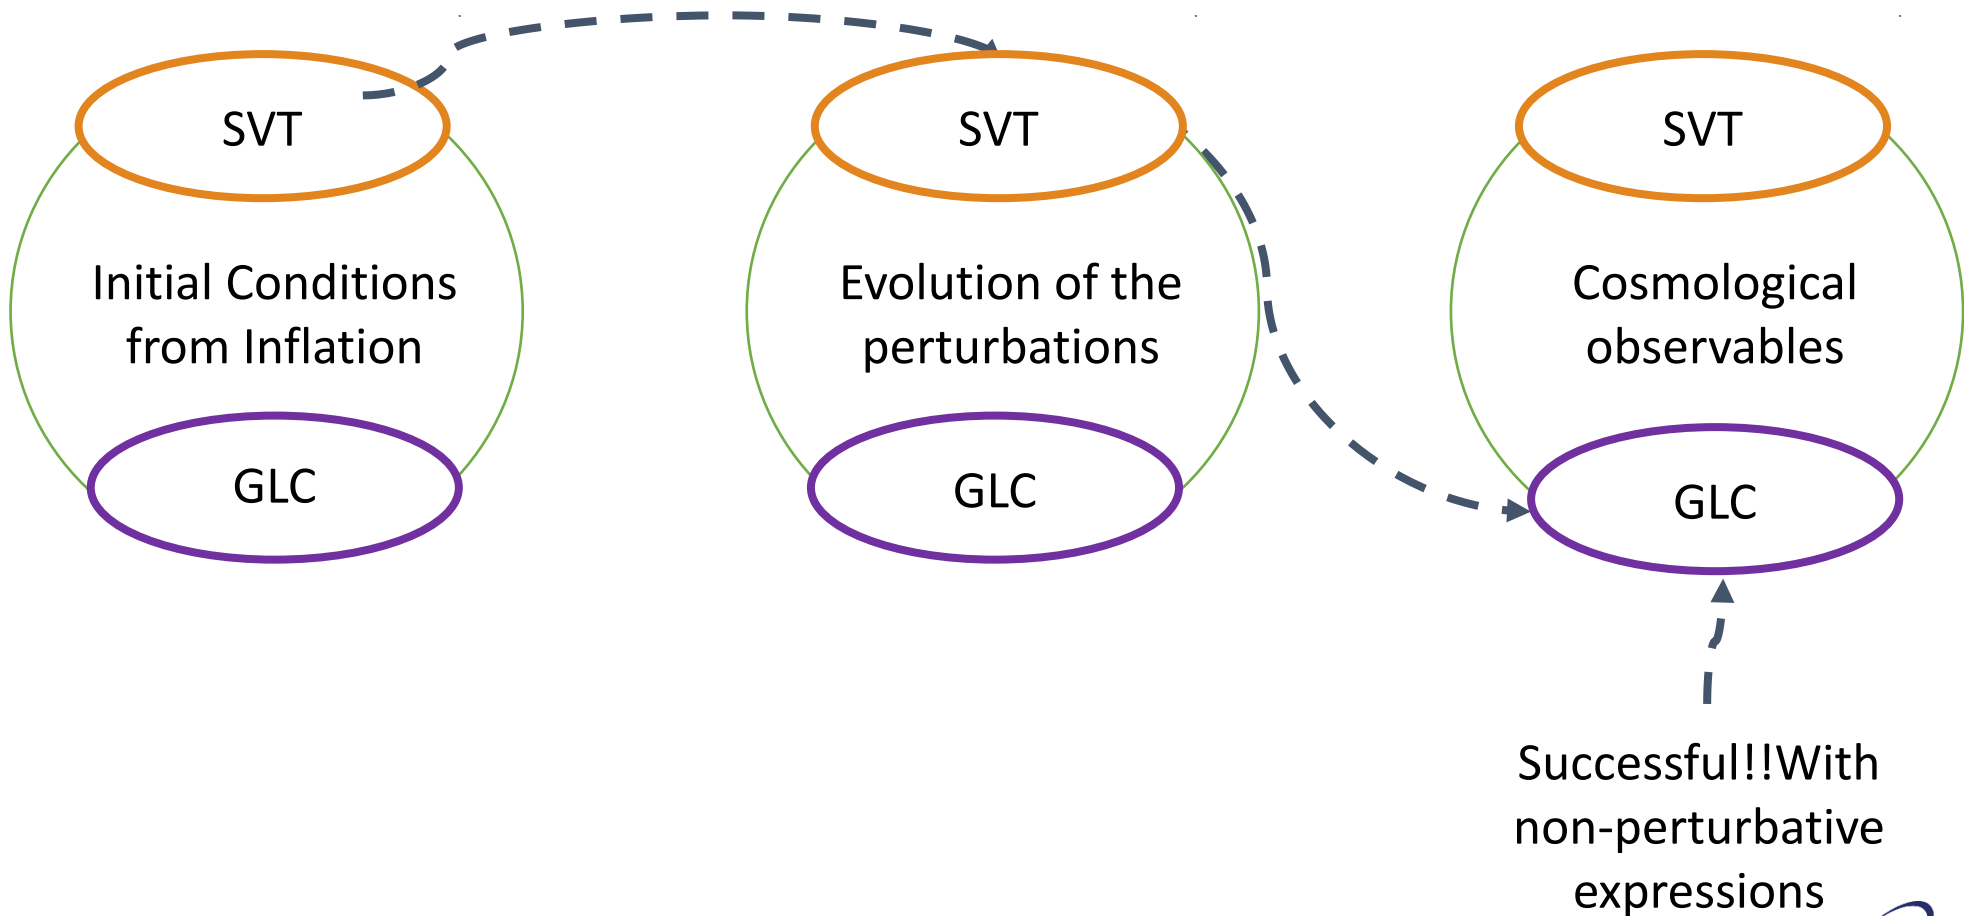 SVT
Initial Conditions
from Inflation
GLC
SVT
Evolution of the
perturbations
GLC
SVT
Cosmological
observables
GLC
Successful!!With
non-perturbative
expressions